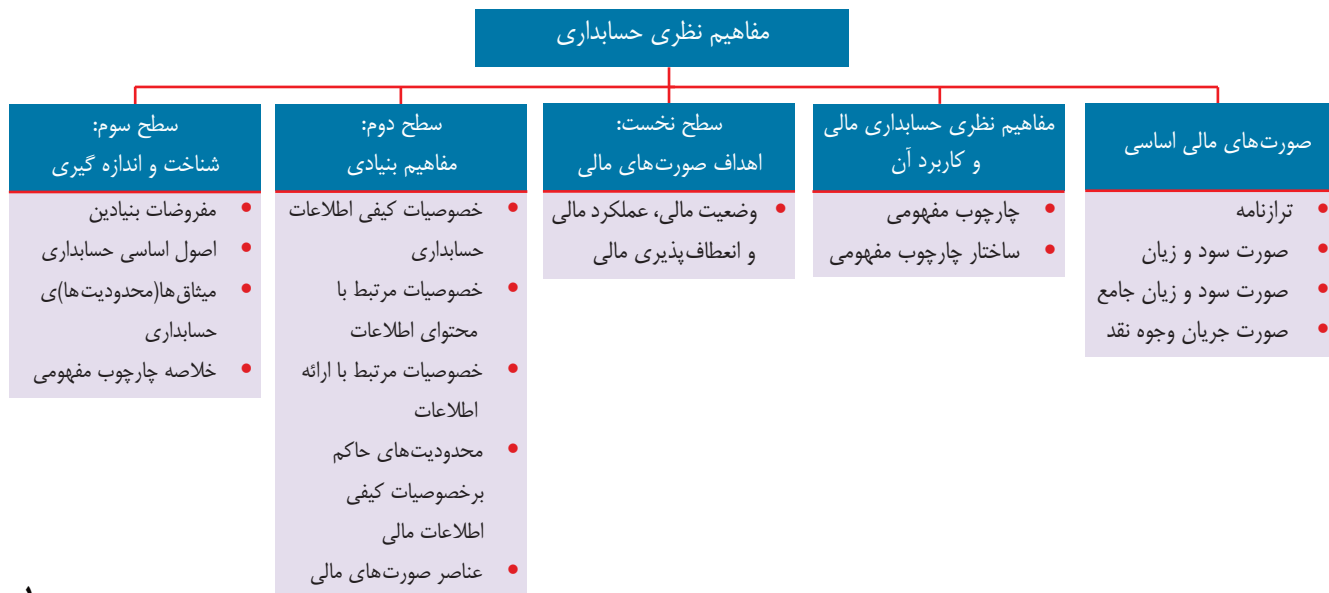 مفاهیم نظری حسابداری
صورت‌های مالی اساسی
• ترازنامه
• صورت سود و زیان
• صورت سود و زیان جامع
• صورت جریان وجوه نقد
مفاهیم نظری حسابداری مالی
و کاربرد آن
• چارچوب مفهومی
• ساختار چارچوب مفهومی
سطح نخست:
اهداف صورت‌های مالی
• وضعیت مالی، عملکرد مالی
و انعطاف‌پذیری مالی
سطح دوم:
مفاهیم بنیادی
• خصوصیات کیفی اطلاعات
حسابداری
• خصوصیات مرتبط با
محتوای اطلاعات
• خصوصیات مرتبط با ارائه
اطلاعات
• محدودیت‌های حاکم
برخصوصیات کیفی
اطلاعات مالی
• عناصر صورت‌های مالی
سطح سوم:
شناخت و اندازه گیری
• مفروضات بنیادین
• اصول اساسی حسابداری
• میثاق‌ها(محدودیت‌ها)ی
حسابداری
• خلاصه چارچوب مفهومی